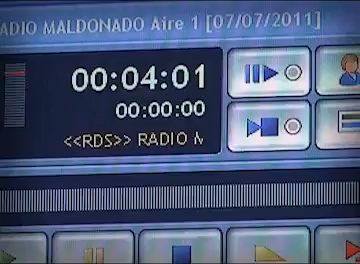 ADIO MALDONADO Aire 1 [07/07/2011]
00:04:01
00:00:00
<<RDS>> RADIO